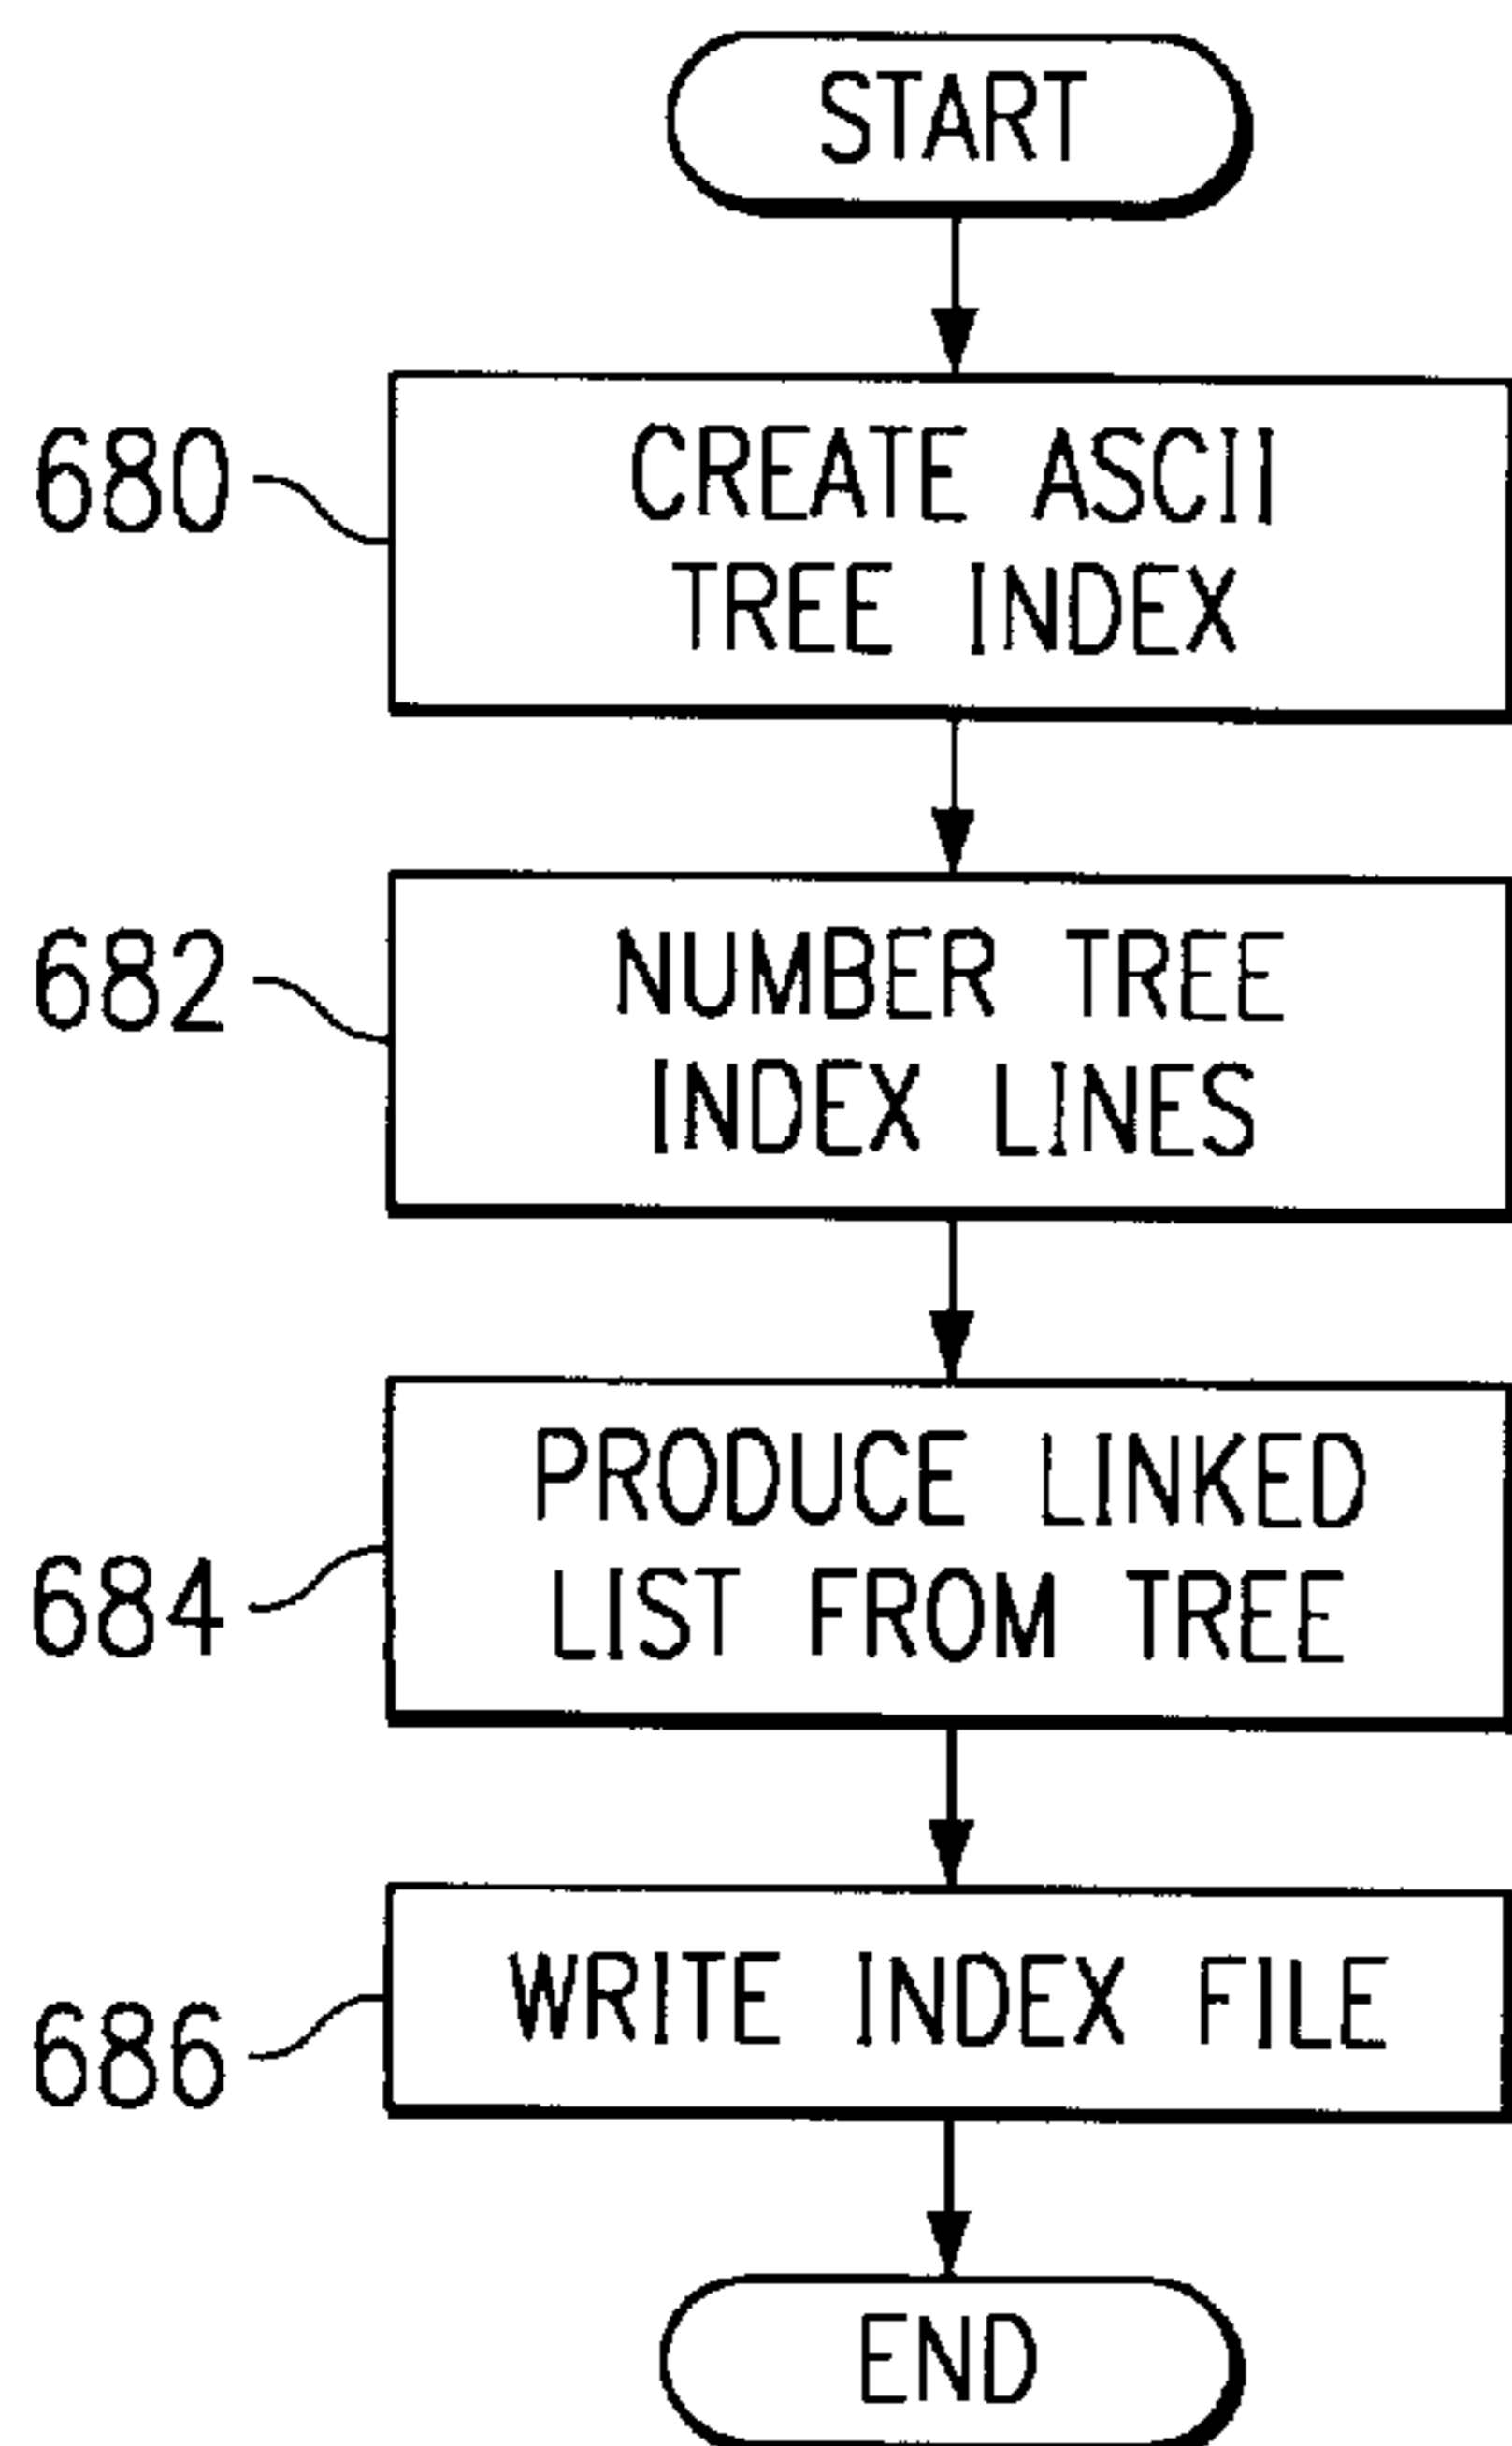 START
680
CREATE ASCII
TREE INDEX
682
NUMBER TREE
INDEX LINES
684
PRODUCE LINKED
LIST FROM TREE
686
WRITE INDEX FILE
END